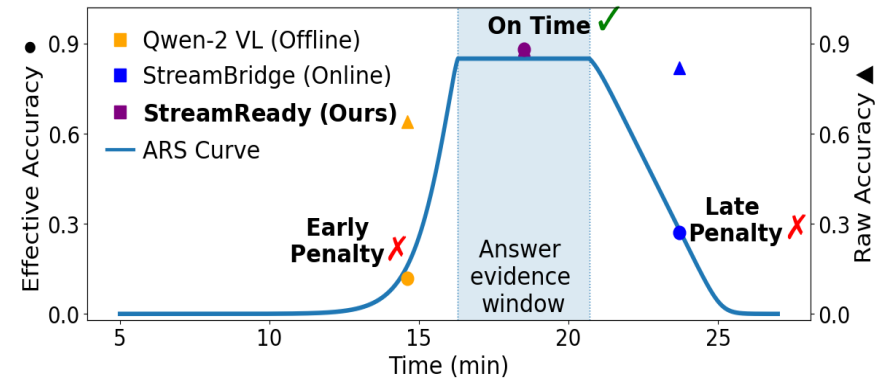 On Time ✓
Qwen-2 VL (Offline)
StreamBridge (Online)
StreamReady (Ours)
ARS Curve
Early
Penalty ✗
Late
Penalty ✗
Answer
evidence
window
Effective Accuracy ●
0.9
0.6
0.3
0.0
Raw Accuracy ▲
0.9
0.6
0.3
0.0
5 10 15 20 25
Time (min)